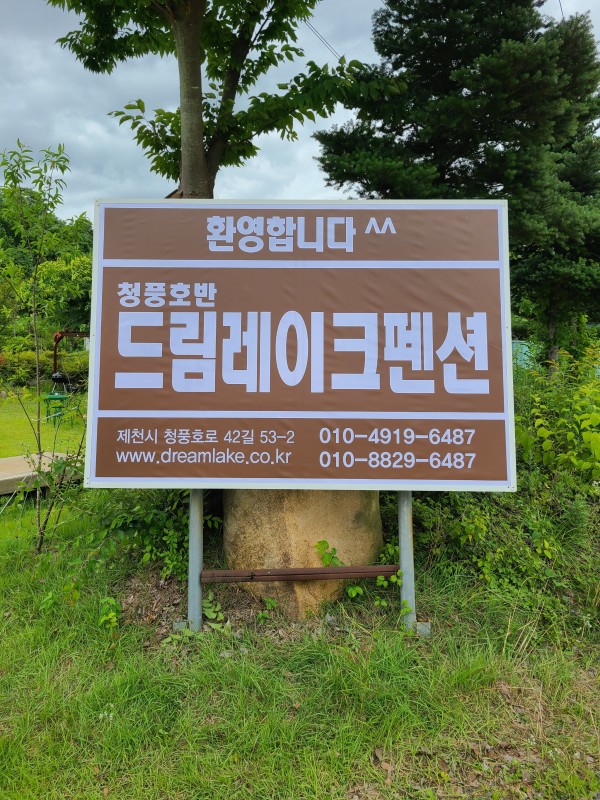 환영합니다 ^^
청풍호반
드림레이크펜션
제천시 청풍호로 42길 53-2 010-4919-6487
www.dreamlake.co.kr 010-8829-6487